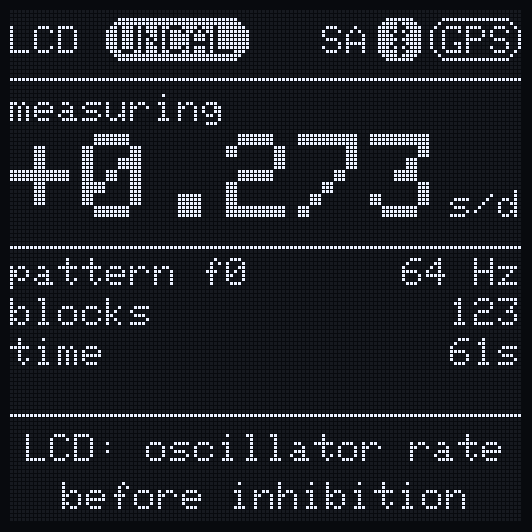 LCD UNCAL SA GPS
measuring
+0.273 s/d
pattern f0 64 Hz
blocks 123
time 61s
LCD: oscillator rate
before inhibition